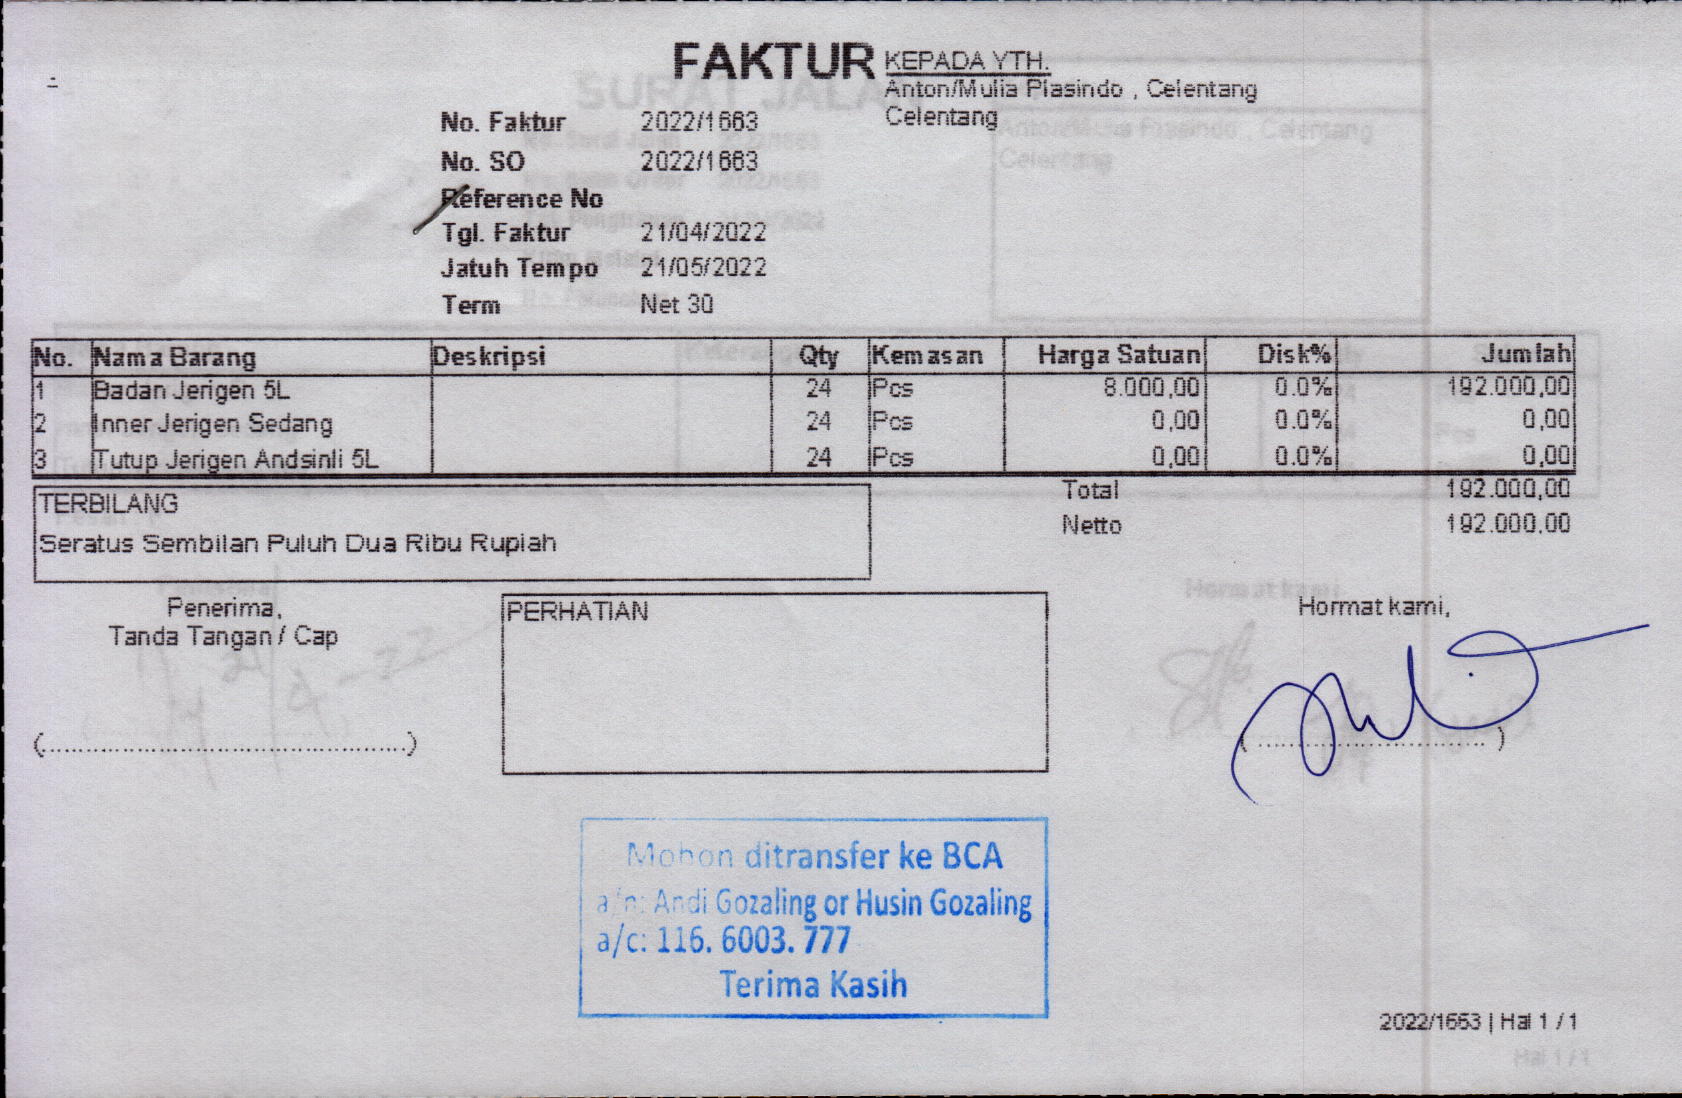 FAKTUR
KEPADA YTH.
Anton/Mulia Plasindo , Celentang
Celentang
No. Faktur 2022/1663
No. SO 2022/1663
Reference No
Tgl. Faktur 21/04/2022
Jatuh Tempo 21/05/2022
Term Net 30
No. Nama Barang Deskripsi Qty Kemasan Harga Satuan Disk% Jumlah
1 Badan Jerigen 5L 24 Pcs 8.000,00 0.0% 192.000,00
2 Inner Jerigen Sedang 24 Pcs 0,00 0.0% 0,00
3 Tutup Jerigen Andsinli 5L 24 Pcs 0,00 0.0% 0,00
TERBILANG
Seratus Sembilan Puluh Dua Ribu Rupiah
Total 192.000,00
Netto 192.000,00
Penerima,
Tanda Tangan / Cap
(..........................................)
PERHATIAN
Hormat kami,
( .............................. )
Mohon ditransfer ke BCA
a/n: Andi Gozaling or Husin Gozaling
a/c: 116. 6003. 777
Terima Kasih
2022/1663 | Hal 1 / 1